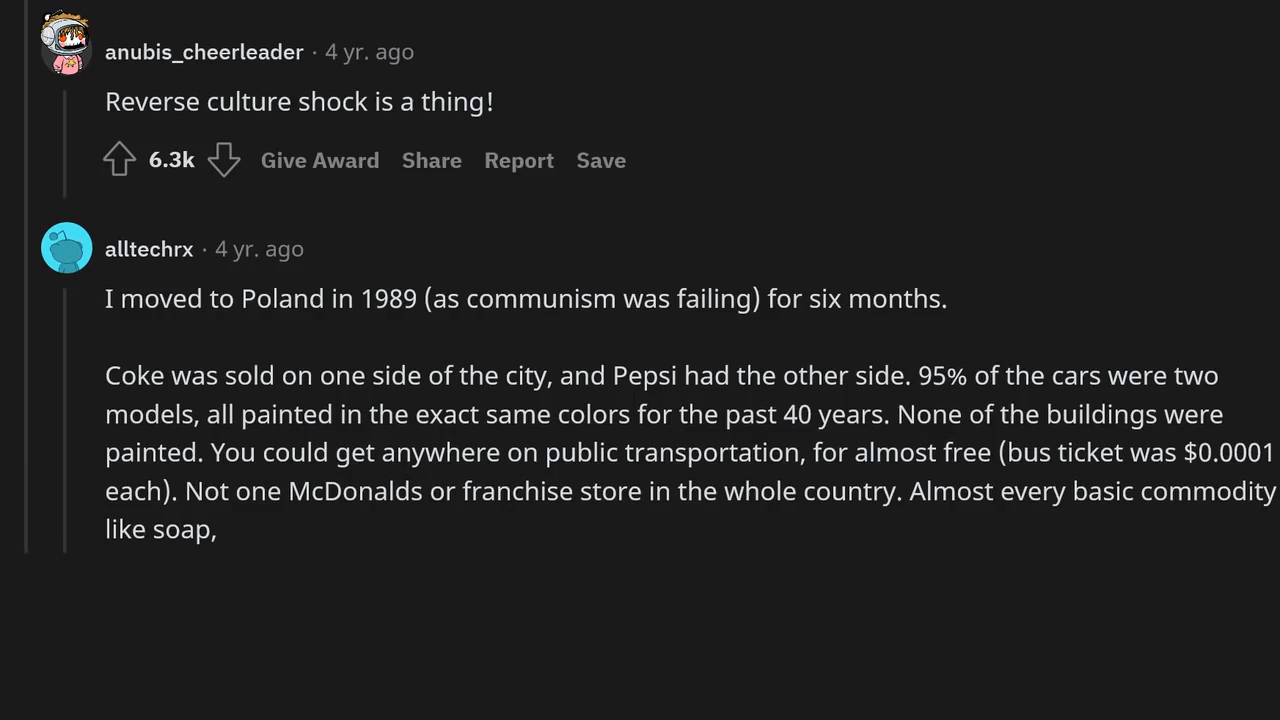 anubis_cheerleader · 4 yr. ago
Reverse culture shock is a thing!
6.3k Give Award Share Report Save
alltechrx · 4 yr. ago
I moved to Poland in 1989 (as communism was failing) for six months.
Coke was sold on one side of the city, and Pepsi had the other side. 95% of the cars were two
models, all painted in the exact same colors for the past 40 years. None of the buildings were
painted. You could get anywhere on public transportation, for almost free (bus ticket was $0.0001
each). Not one McDonalds or franchise store in the whole country. Almost every basic commodity
like soap,